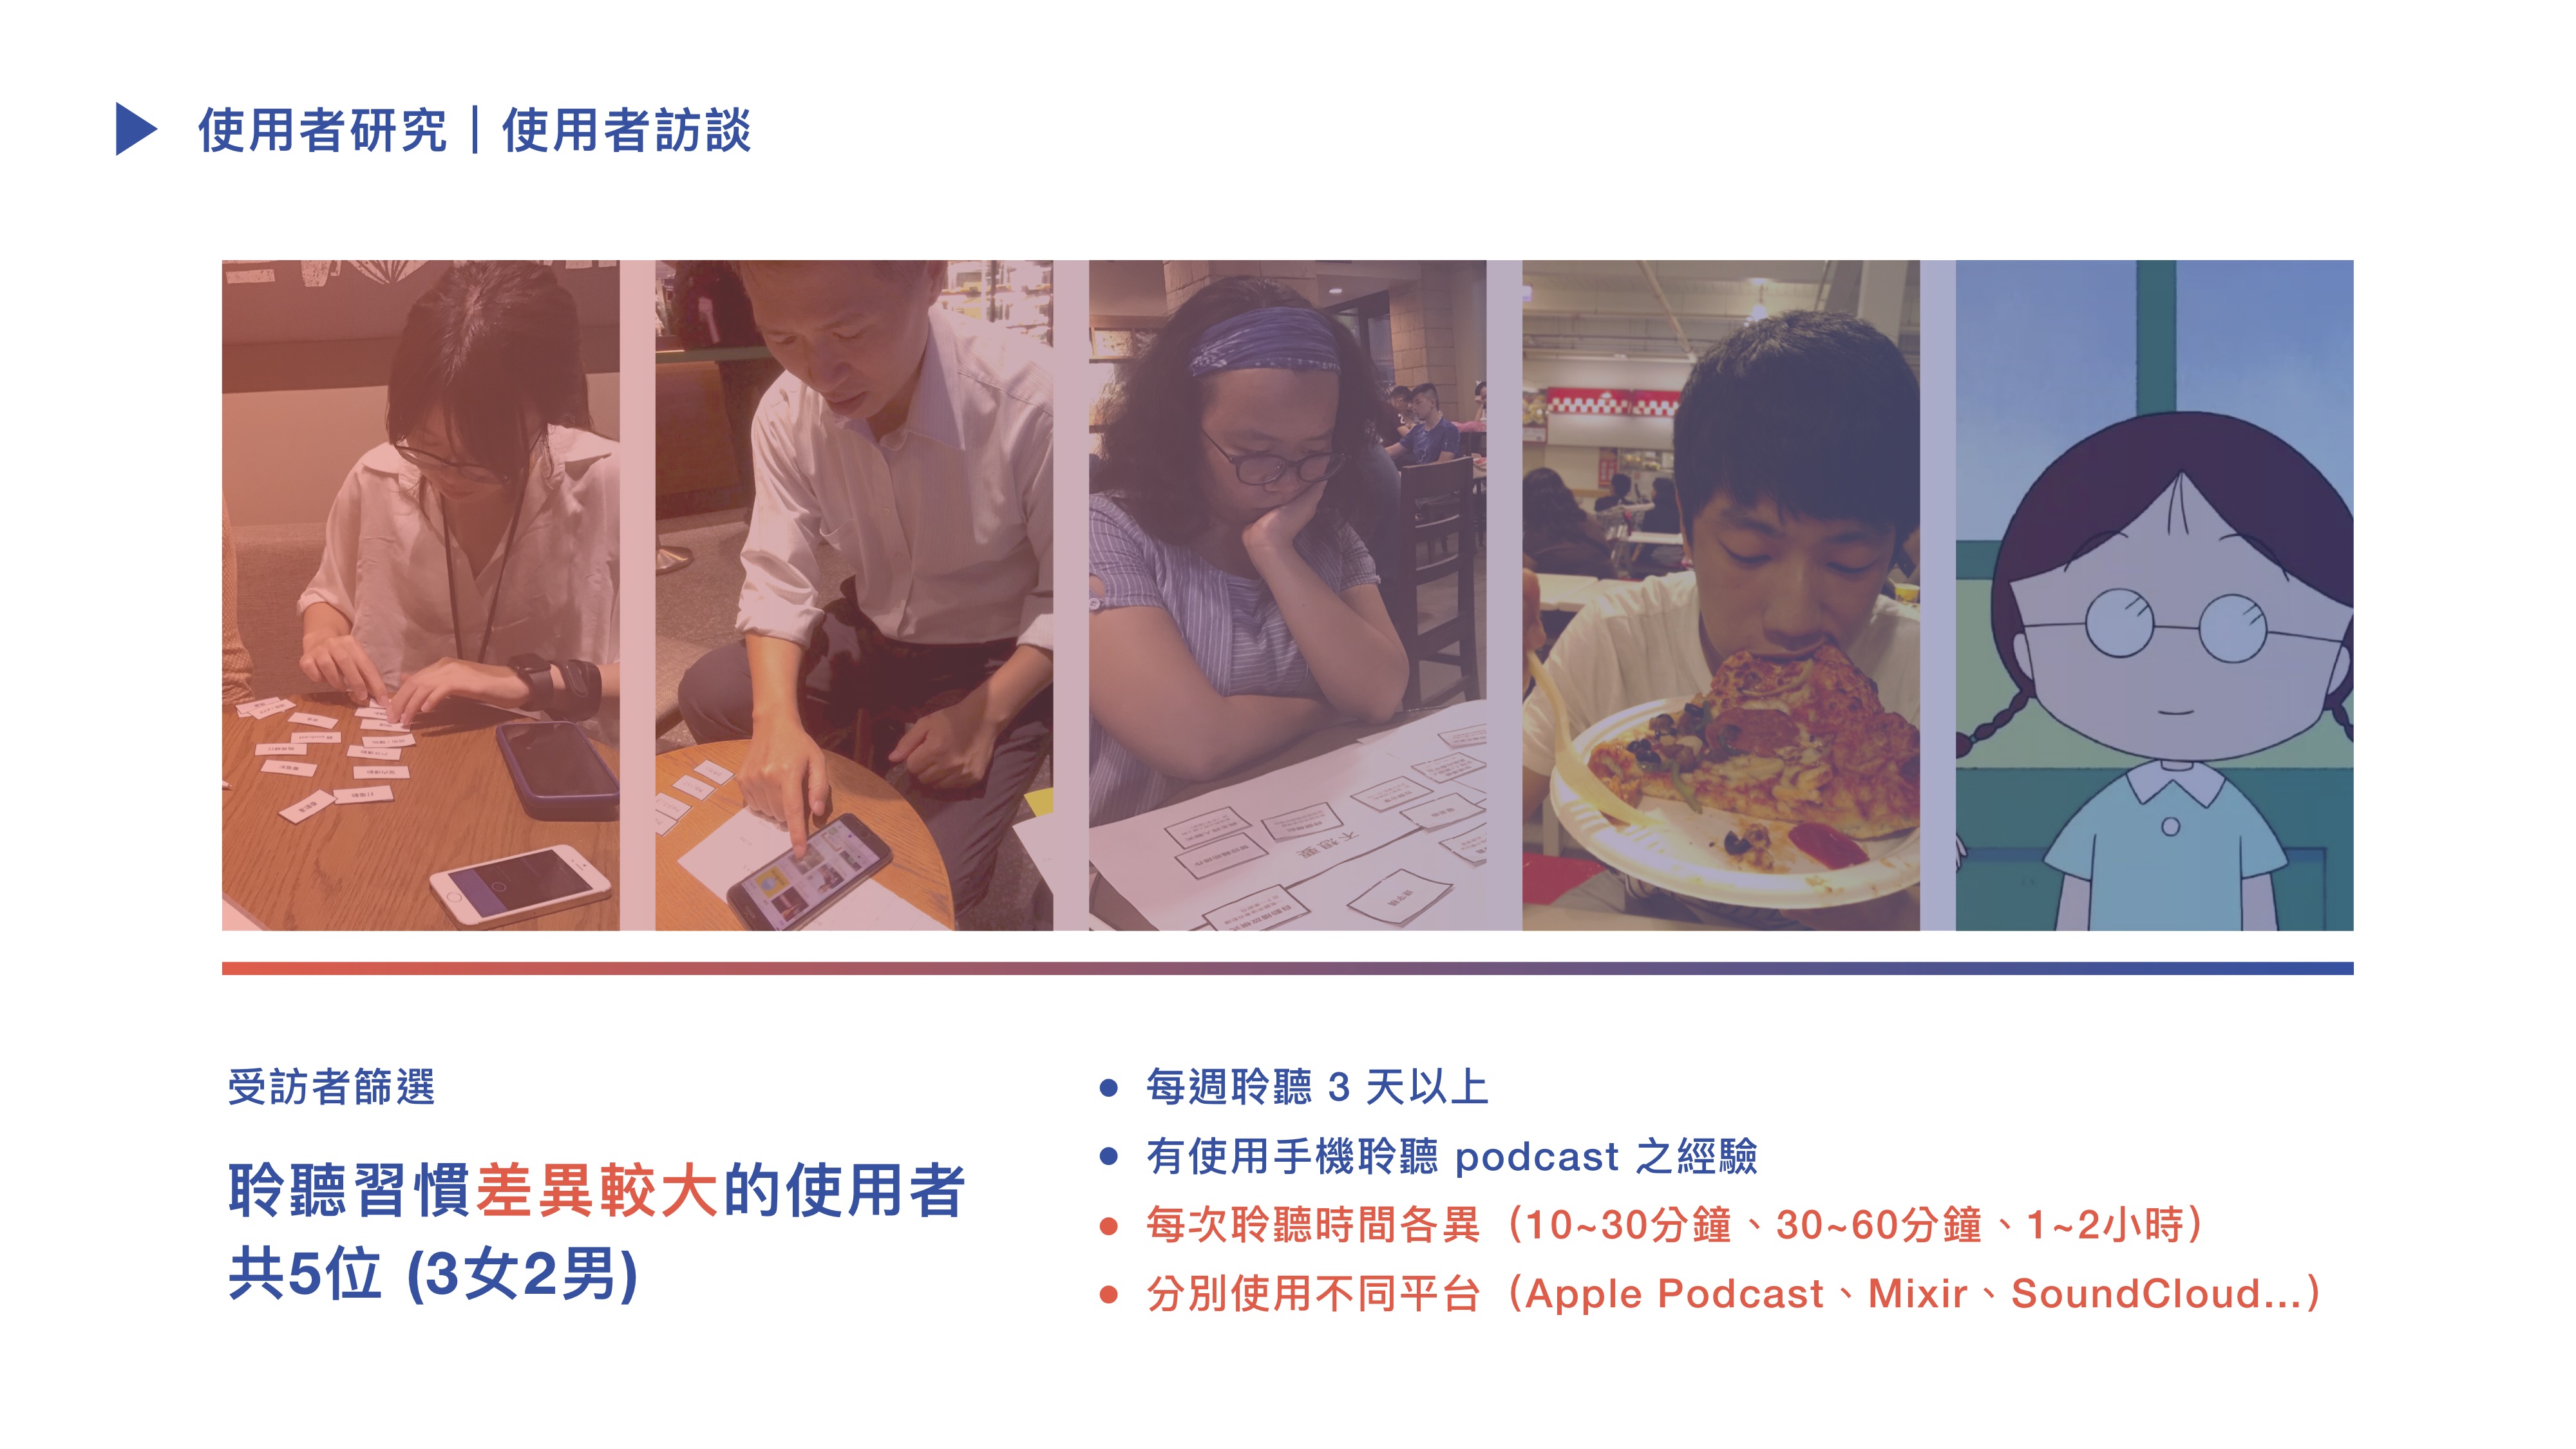 使用者研究｜使用者訪談
受訪者篩選
聆聽習慣差異較大的使用者
共5位 (3女2男)
每週聆聽 3 天以上
有使用手機聆聽 podcast 之經驗
每次聆聽時間各異（10~30分鐘、30~60分鐘、1~2小時）
分別使用不同平台（Apple Podcast、Mixir、SoundCloud...）